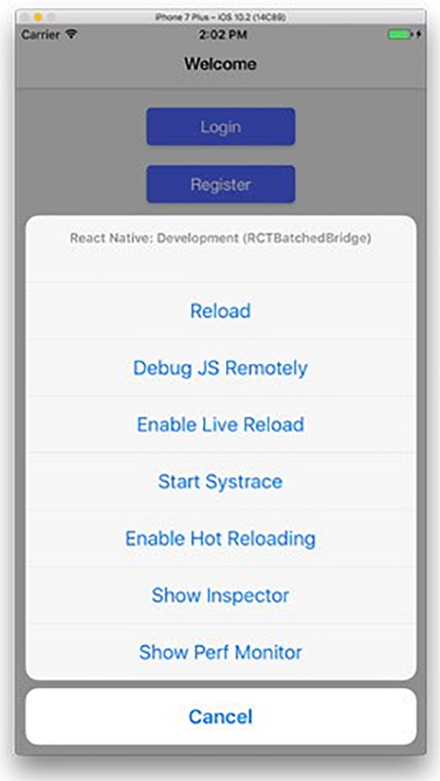 iPhone 7 Plus – iOS 10.2 (14C89)
Carrier 2:02 PM
Welcome
Login
Register
React Native: Development (RCTBatchedBridge)
Reload
Debug JS Remotely
Enable Live Reload
Start Systrace
Enable Hot Reloading
Show Inspector
Show Perf Monitor
Cancel